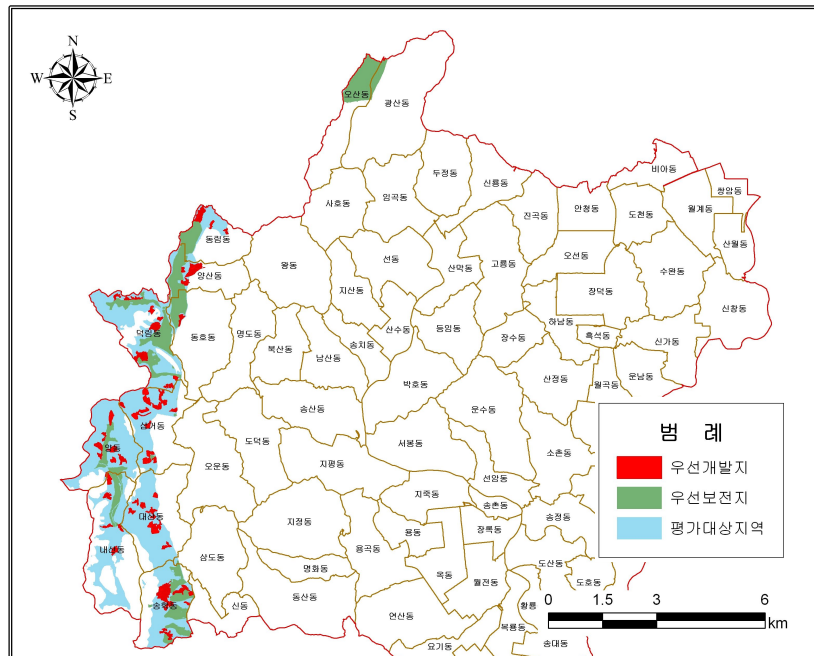 N
W E
S
오산동
광산동
비아동
두정동
신룡동
쌍암동
사호동
임곡동
진곡동
안청동
도천동
월계동
동림동
산월동
왕동
선동
산막동
고룡동
오선동
수완동
양산동
지산동
장덕동
신창동
덕림동
동호동
명도동
산수동
등임동
하남동
흑석동
북산동
남산동
송치동
장수동
신가동
박호동
산정동
월곡동
운남동
송산동
운수동
삼거동
도덕동
서봉동
양동
오운동
지평동
소촌동
선암동
지죽동
송촌동
대산동
지정동
용동
장록동
송정동
내산동
삼도동
용곡동
명화동
도산동
목동
월전동
도호동
송학동
신동
동산동
황룡
연산동
복룡동
요기동
송대동
범 례
우선개발지
우선보전지
평가대상지역
0 1.5 3 6
km